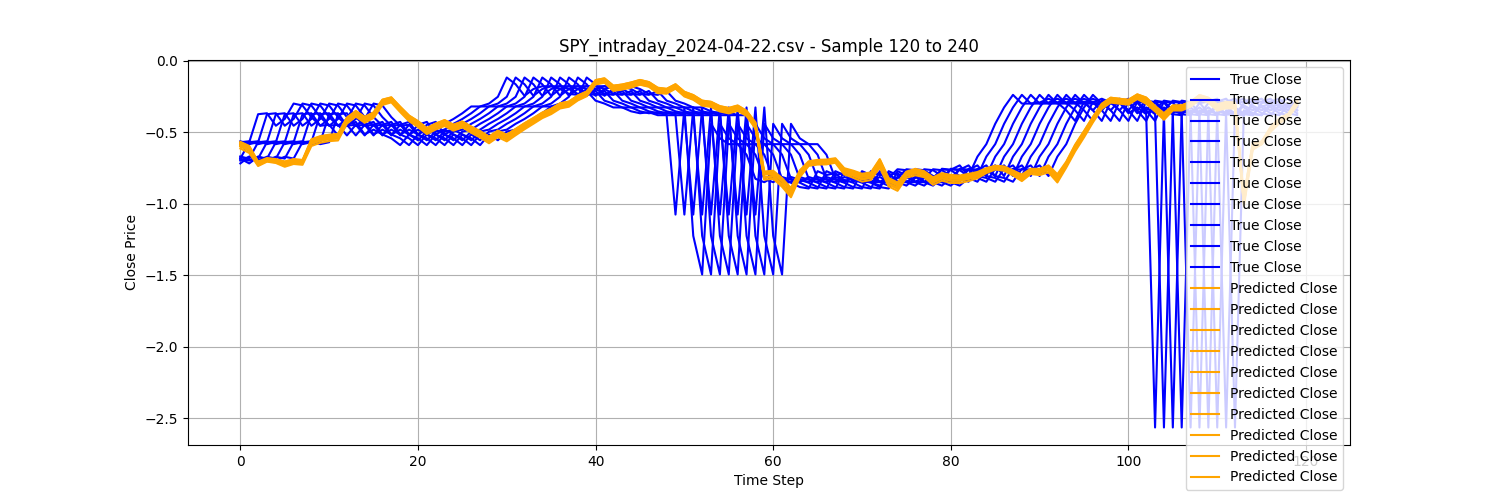 SPY_intraday_2024-04-22.csv - Sample 120 to 240
Close Price
0.0
−0.5
−1.0
−1.5
−2.0
−2.5
0
20
40
60
80
100
120
Time Step
True Close
True Close
True Close
True Close
True Close
True Close
True Close
True Close
True Close
True Close
Predicted Close
Predicted Close
Predicted Close
Predicted Close
Predicted Close
Predicted Close
Predicted Close
Predicted Close
Predicted Close
Predicted Close